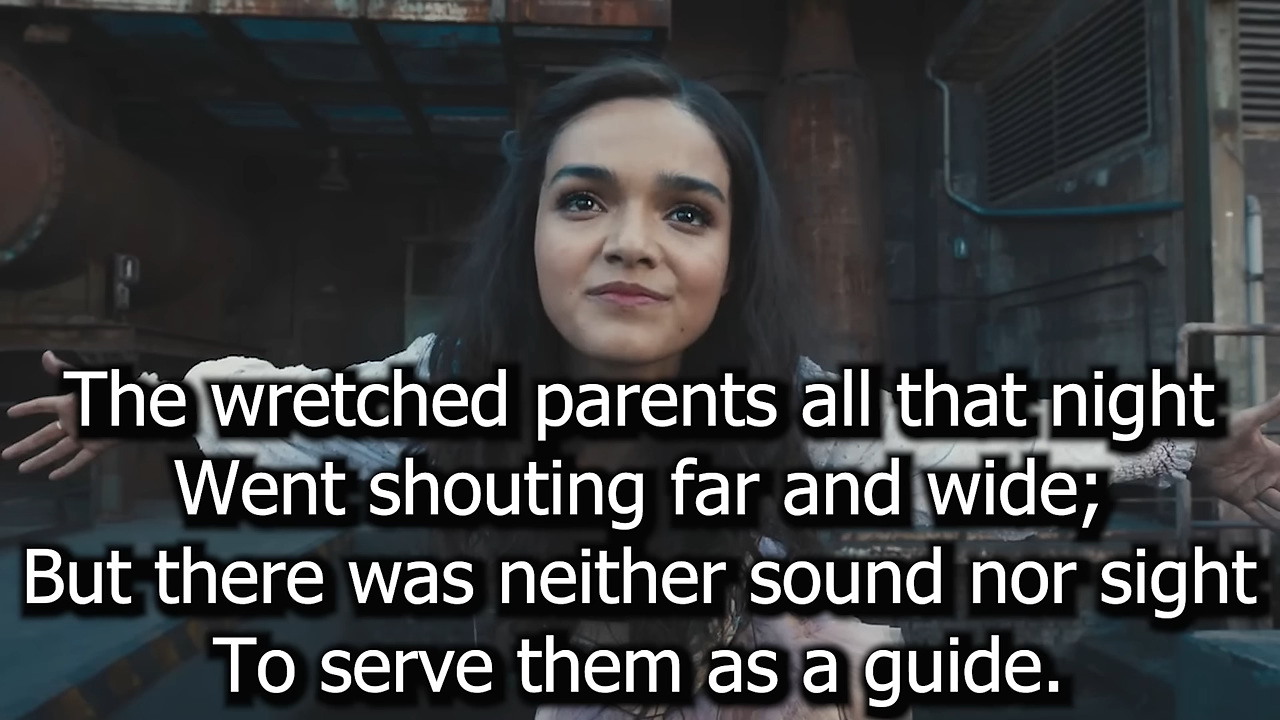 The wretched parents all that night
Went shouting far and wide;
But there was neither sound nor sight
To serve them as a guide.